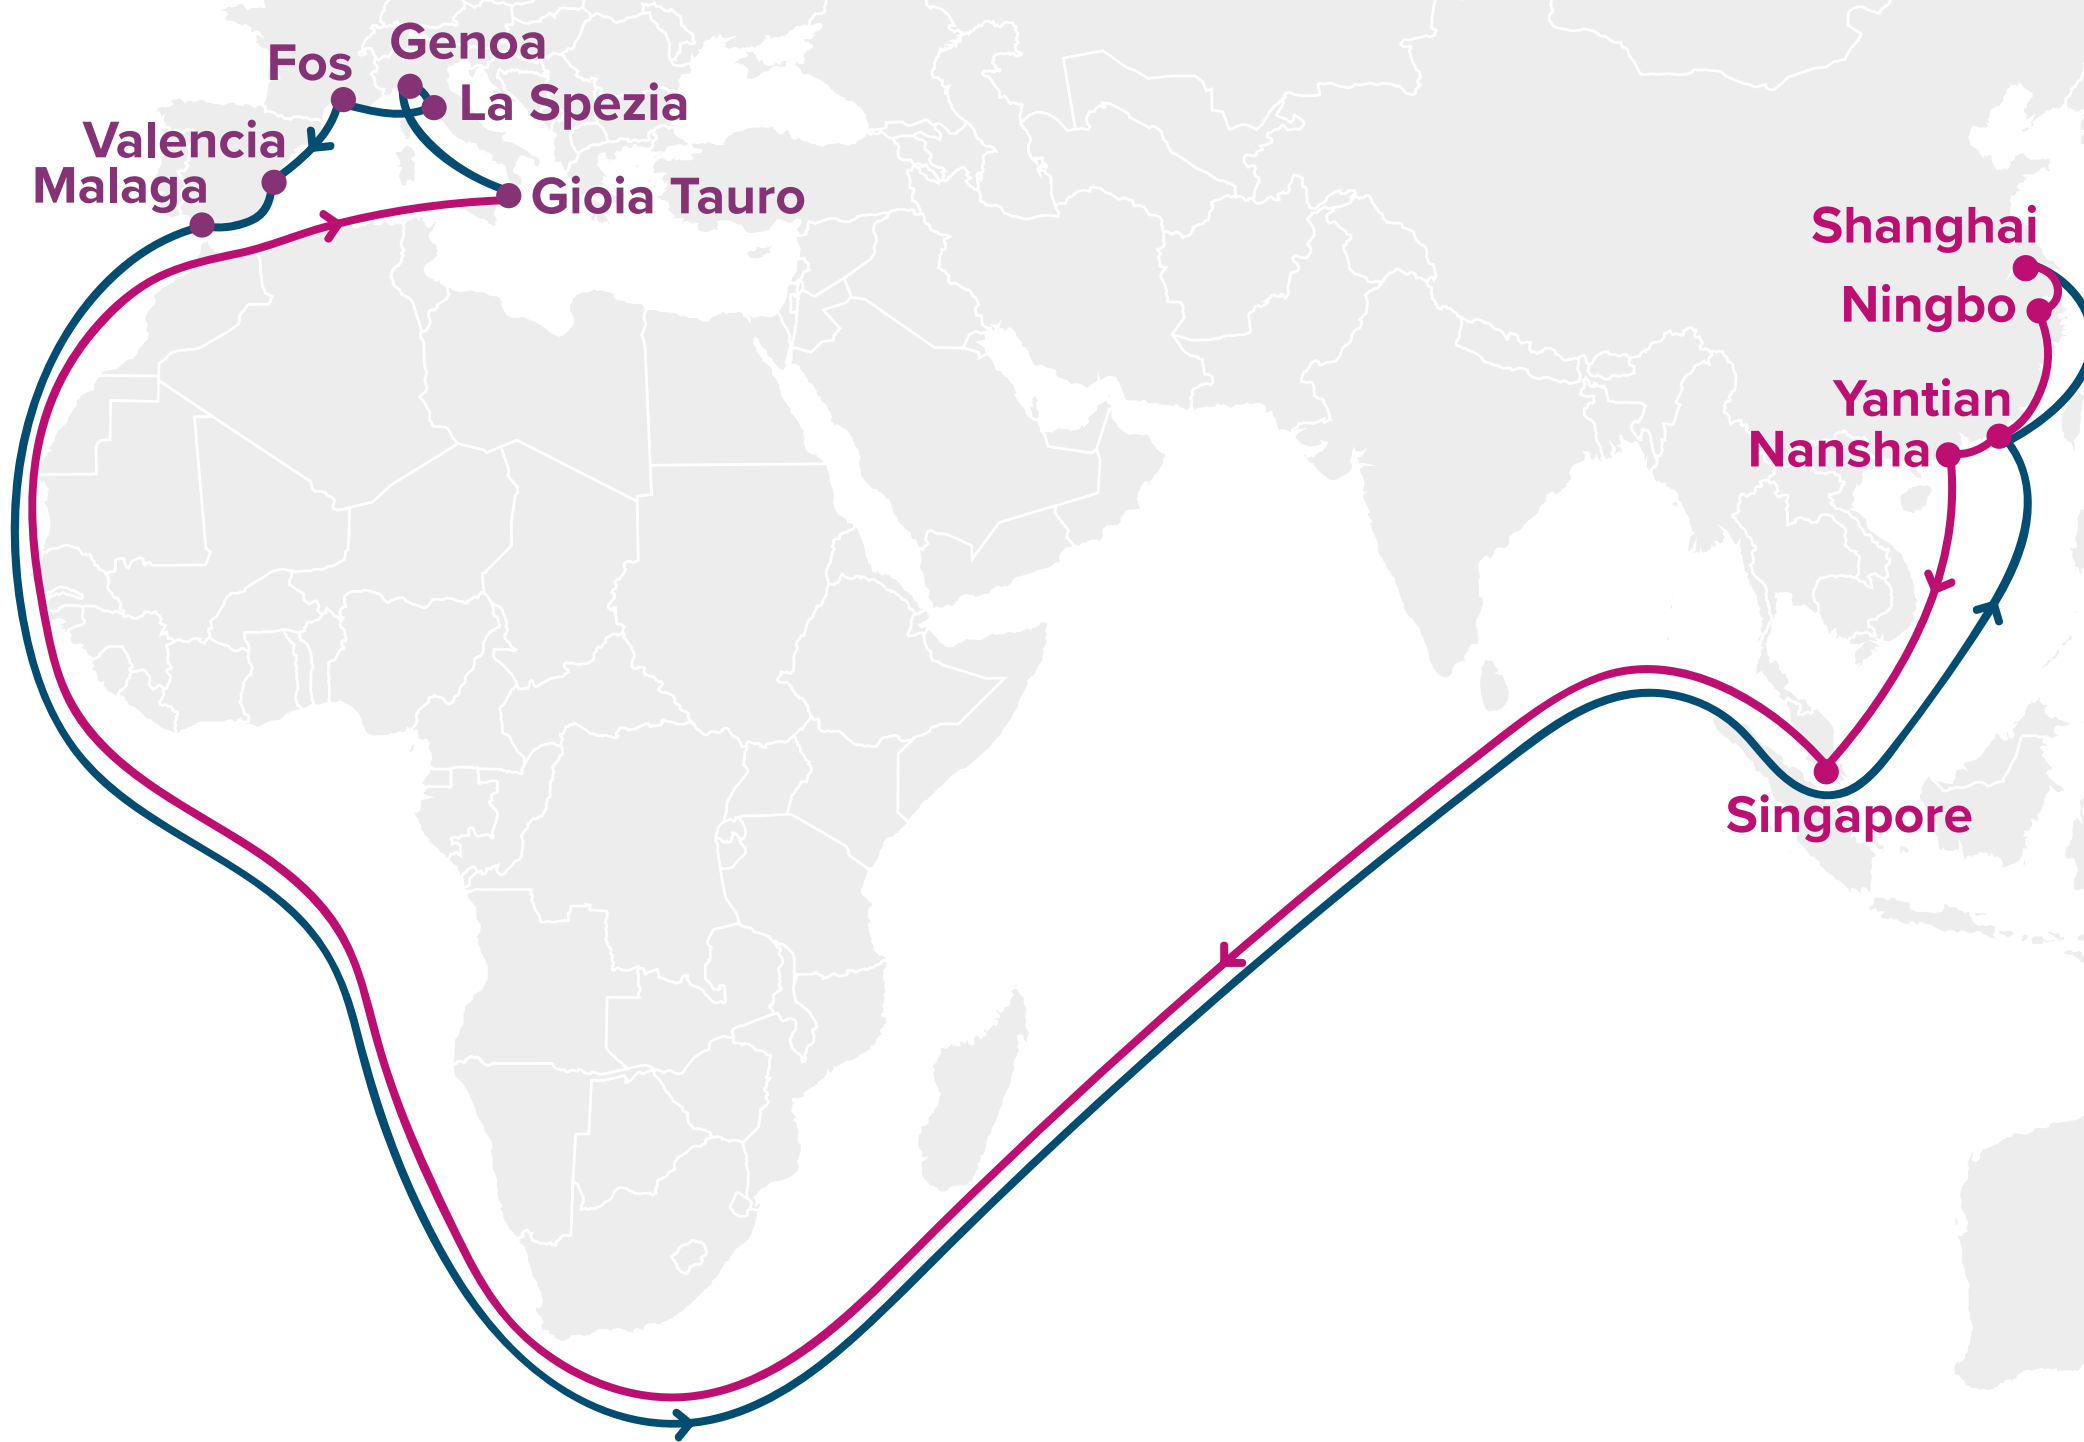 Genoa
Fos
La Spezia
Valencia
Malaga
Gioia Tauro
Shanghai
Ningbo
Yantian
Nansha
Singapore